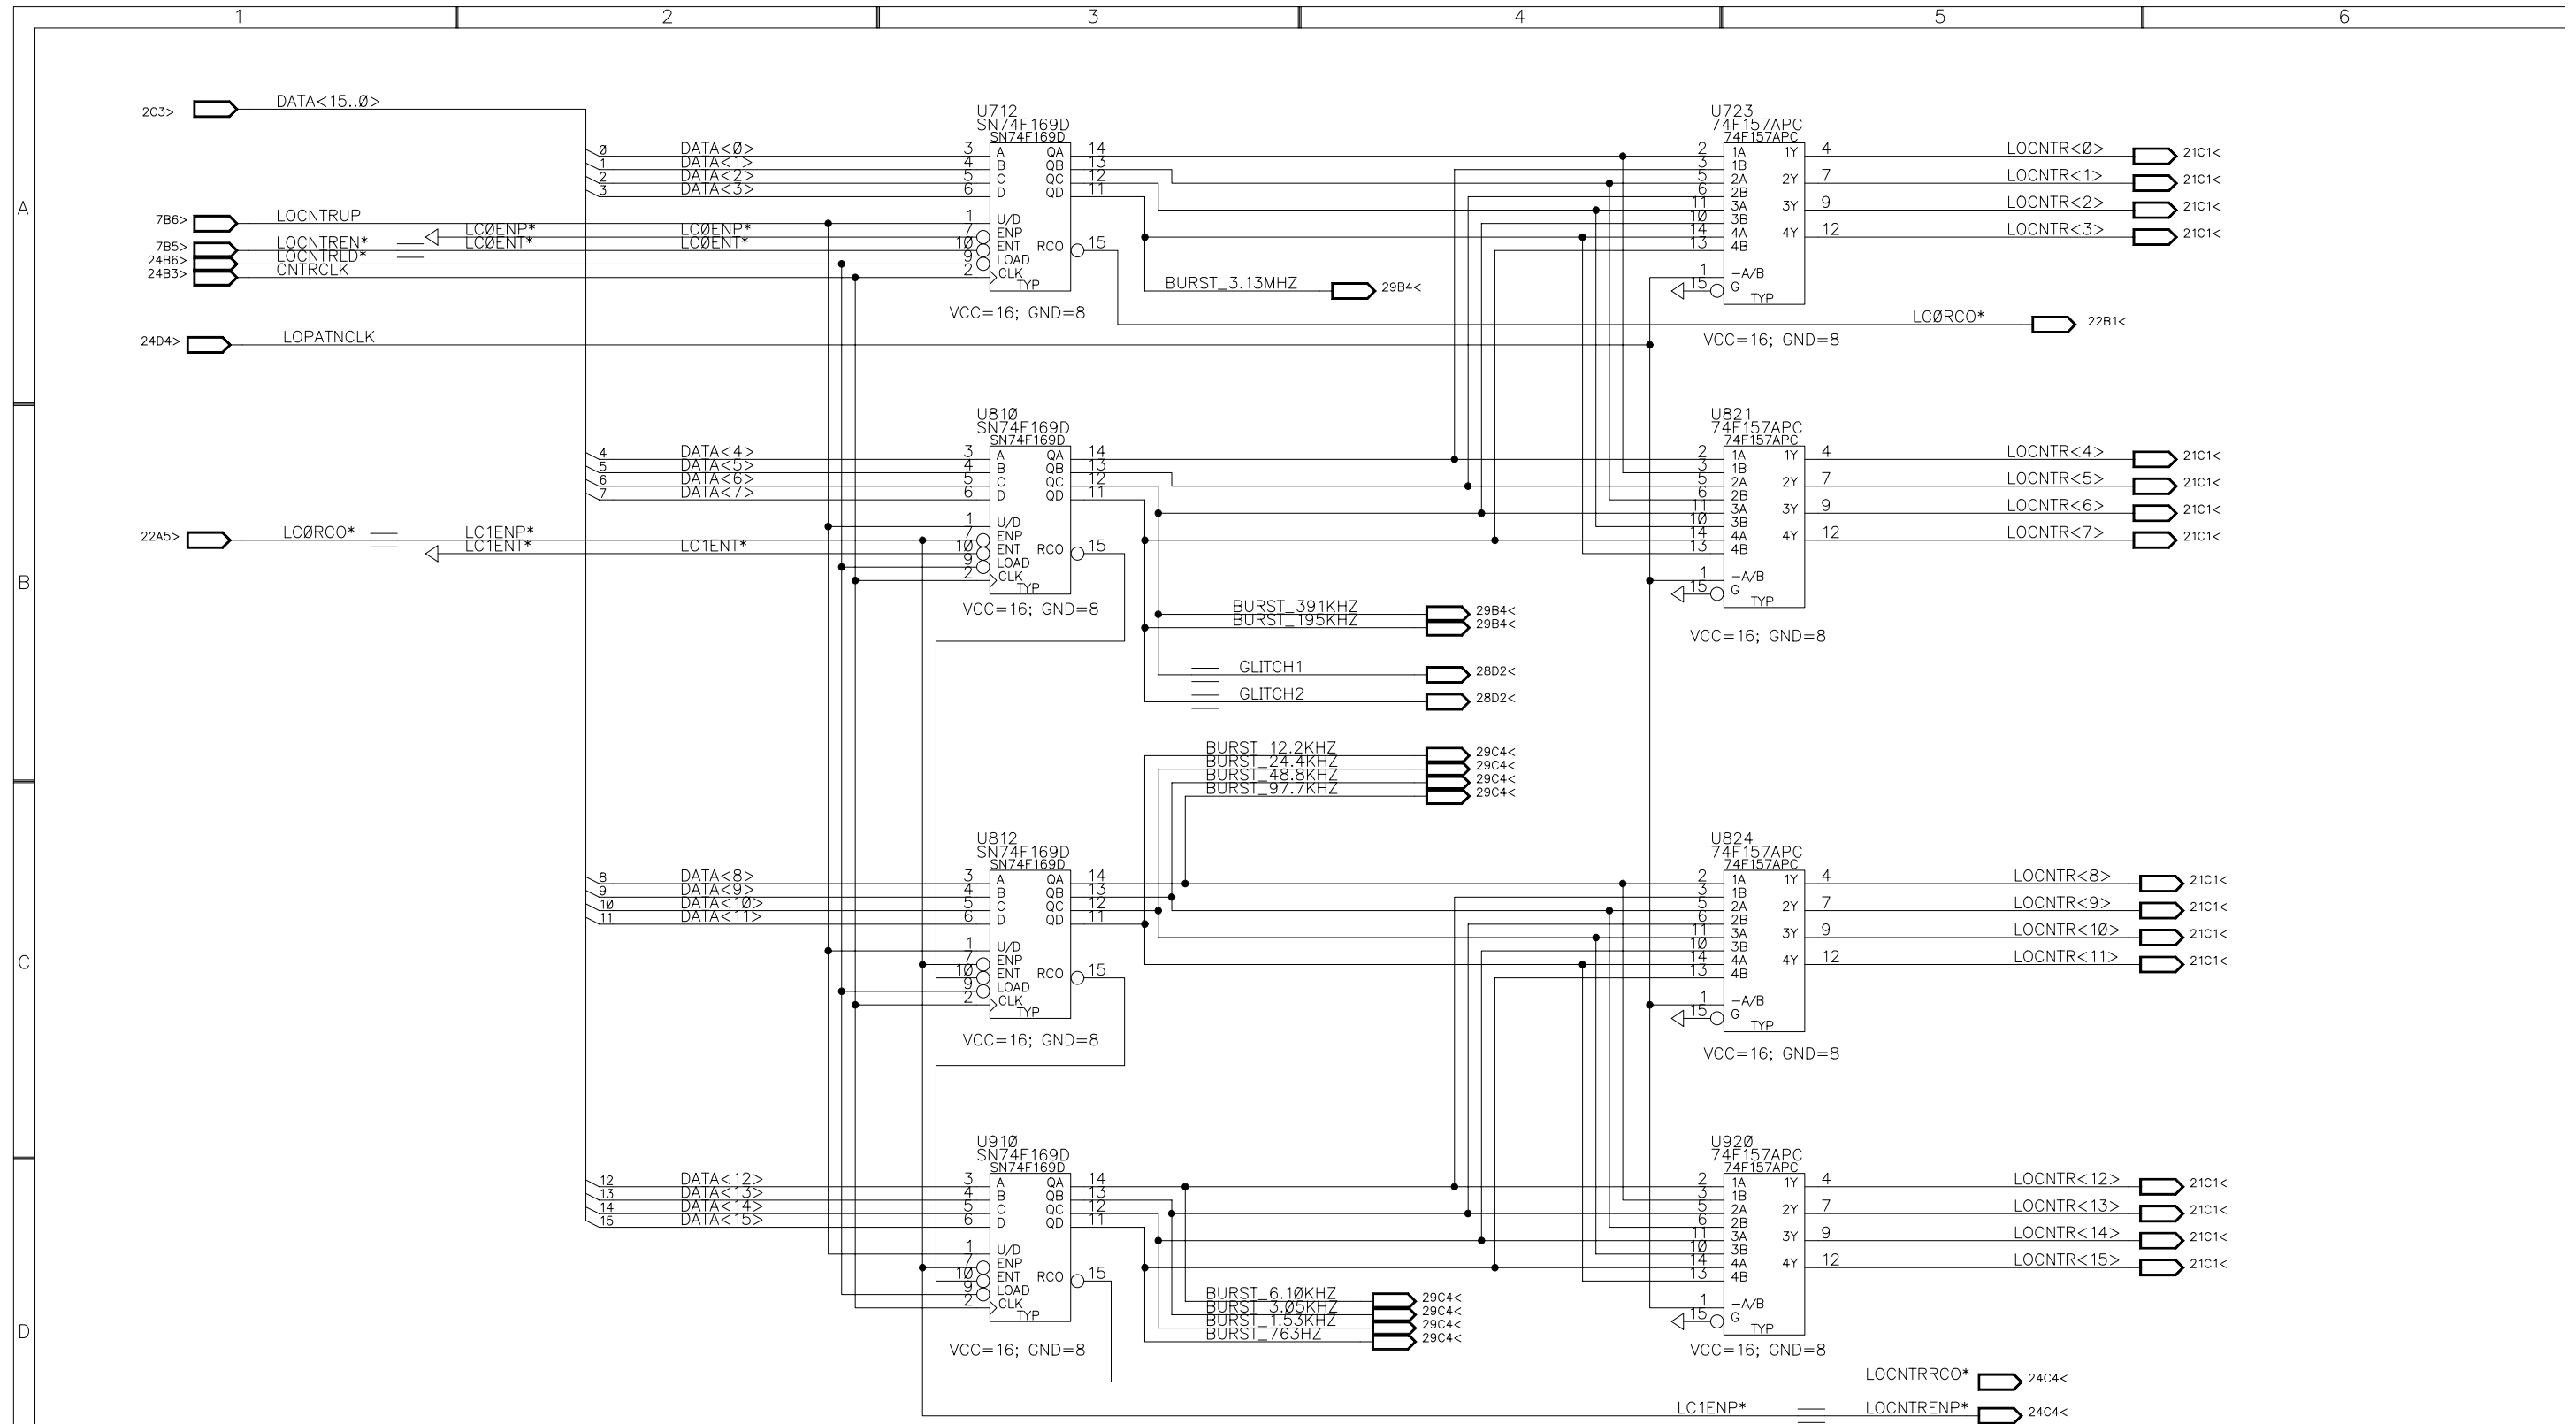 1 2 3 4 5 6
A
B
C
D
2C3> DATA<15..Ø>
7B6> LOCNTRUP
7B5> LOCNTREN*
24B6> LOCNTRLD*
24B3> CNTRCLK
24D4> LOPATNCLK
LCØENP* LCØENP*
LCØENT* LCØENT*
U712
SN74F169D
SN74F169D
Ø DATA<Ø> 3 A QA 14
1 DATA<1> 4 B QB 13
2 DATA<2> 5 C QC 12
3 DATA<3> 6 D QD 11
1 U/D
7 ENP
1Ø ENT RCO 15
9 LOAD
2 CLK
TYP
VCC=16; GND=8
BURST_3.13MHZ 29B4<
U723
74F157APC
74F157APC
2 1A 1Y 4 LOCNTR<Ø> 21C1<
3 1B
5 2A 2Y 7 LOCNTR<1> 21C1<
6 2B
11 3A 3Y 9 LOCNTR<2> 21C1<
1Ø 3B
14 4A 4Y 12 LOCNTR<3> 21C1<
13 4B
1 -A/B
15 G
TYP
LCØRCO* 22B1<
VCC=16; GND=8
22A5> LCØRCO* LC1ENP*
LC1ENT* LC1ENT*
U81Ø
SN74F169D
SN74F169D
4 DATA<4> 3 A QA 14
5 DATA<5> 4 B QB 13
6 DATA<6> 5 C QC 12
7 DATA<7> 6 D QD 11
1 U/D
7 ENP
1Ø ENT RCO 15
9 LOAD
2 CLK
TYP
VCC=16; GND=8
BURST_391KHZ 29B4<
BURST_195KHZ 29B4<
GLITCH1 28D2<
GLITCH2 28D2<
U821
74F157APC
74F157APC
2 1A 1Y 4 LOCNTR<4> 21C1<
3 1B
5 2A 2Y 7 LOCNTR<5> 21C1<
6 2B
11 3A 3Y 9 LOCNTR<6> 21C1<
1Ø 3B
14 4A 4Y 12 LOCNTR<7> 21C1<
13 4B
1 -A/B
15 G
TYP
VCC=16; GND=8
BURST_12.2KHZ 29C4<
BURST_24.4KHZ 29C4<
BURST_48.8KHZ 29C4<
BURST_97.7KHZ 29C4<
U812
SN74F169D
SN74F169D
8 DATA<8> 3 A QA 14
9 DATA<9> 4 B QB 13
1Ø DATA<1Ø> 5 C QC 12
11 DATA<11> 6 D QD 11
1 U/D
7 ENP
1Ø ENT RCO 15
9 LOAD
2 CLK
TYP
VCC=16; GND=8
U824
74F157APC
74F157APC
2 1A 1Y 4 LOCNTR<8> 21C1<
3 1B
5 2A 2Y 7 LOCNTR<9> 21C1<
6 2B
11 3A 3Y 9 LOCNTR<1Ø> 21C1<
1Ø 3B
14 4A 4Y 12 LOCNTR<11> 21C1<
13 4B
1 -A/B
15 G
TYP
VCC=16; GND=8
U91Ø
SN74F169D
SN74F169D
12 DATA<12> 3 A QA 14
13 DATA<13> 4 B QB 13
14 DATA<14> 5 C QC 12
15 DATA<15> 6 D QD 11
1 U/D
7 ENP
1Ø ENT RCO 15
9 LOAD
2 CLK
TYP
VCC=16; GND=8
BURST_6.1ØKHZ 29C4<
BURST_3.Ø5KHZ 29C4<
BURST_1.53KHZ 29C4<
BURST_763HZ 29C4<
U92Ø
74F157APC
74F157APC
2 1A 1Y 4 LOCNTR<12> 21C1<
3 1B
5 2A 2Y 7 LOCNTR<13> 21C1<
6 2B
11 3A 3Y 9 LOCNTR<14> 21C1<
1Ø 3B
14 4A 4Y 12 LOCNTR<15> 21C1<
13 4B
1 -A/B
15 G
TYP
VCC=16; GND=8
LOCNTRRCO* 24C4<
LC1ENP* LOCNTRENP* 24C4<